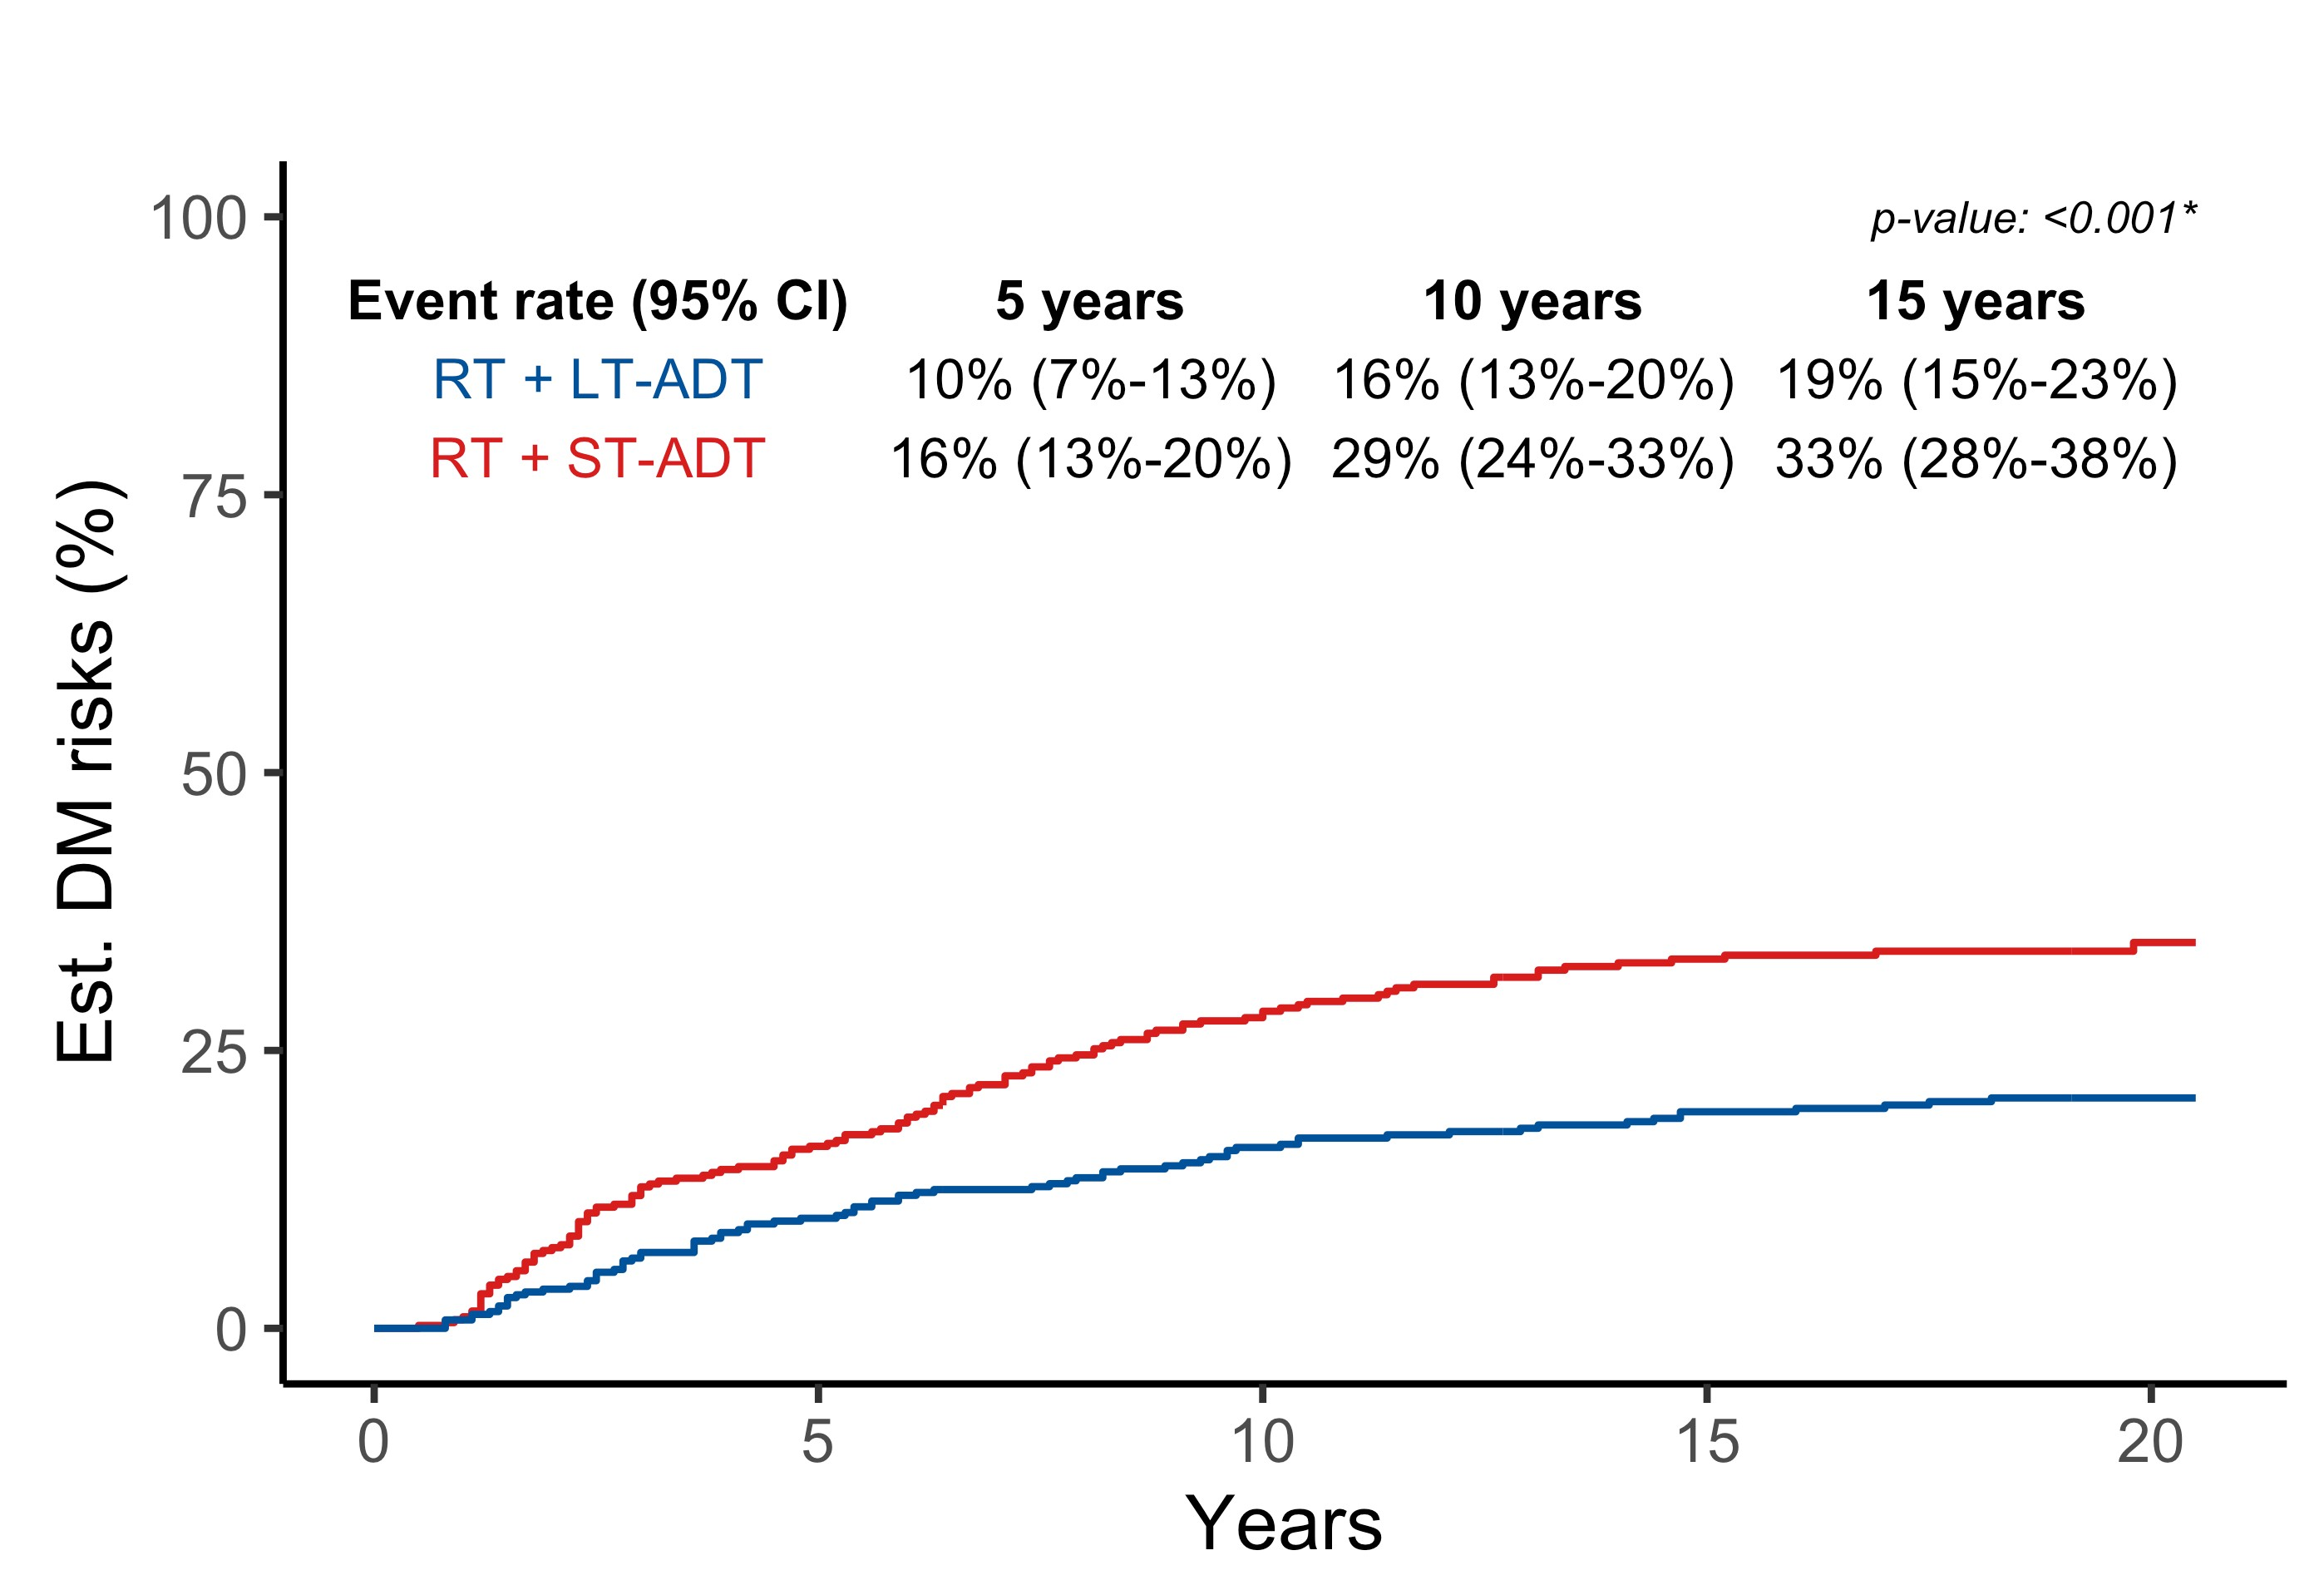 100
p-value: <0.001*
Event rate (95% CI) 5 years 10 years 15 years
RT + LT-ADT 10% (7%-13%) 16% (13%-20%) 19% (15%-23%)
RT + ST-ADT 16% (13%-20%) 29% (24%-33%) 33% (28%-38%)
75
Est. DM risks (%)
50
25
0
0 5 10 15 20
Years